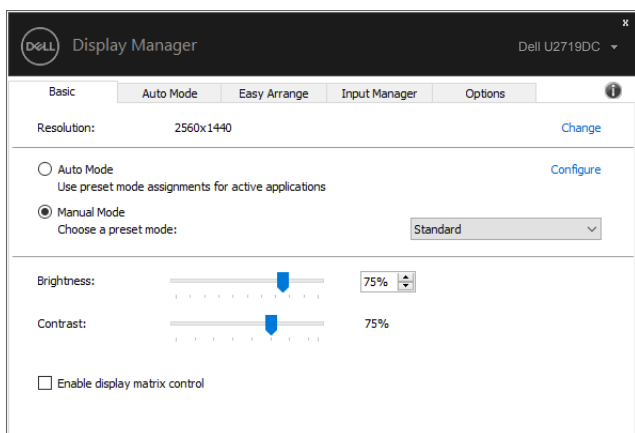 x
DELL Display Manager Dell U2719DC
Basic Auto Mode Easy Arrange Input Manager Options i
Resolution: 2560x1440 Change
Auto Mode Configure
Use preset mode assignments for active applications
Manual Mode
Choose a preset mode: Standard
Brightness: 75%
Contrast: 75%
Enable display matrix control